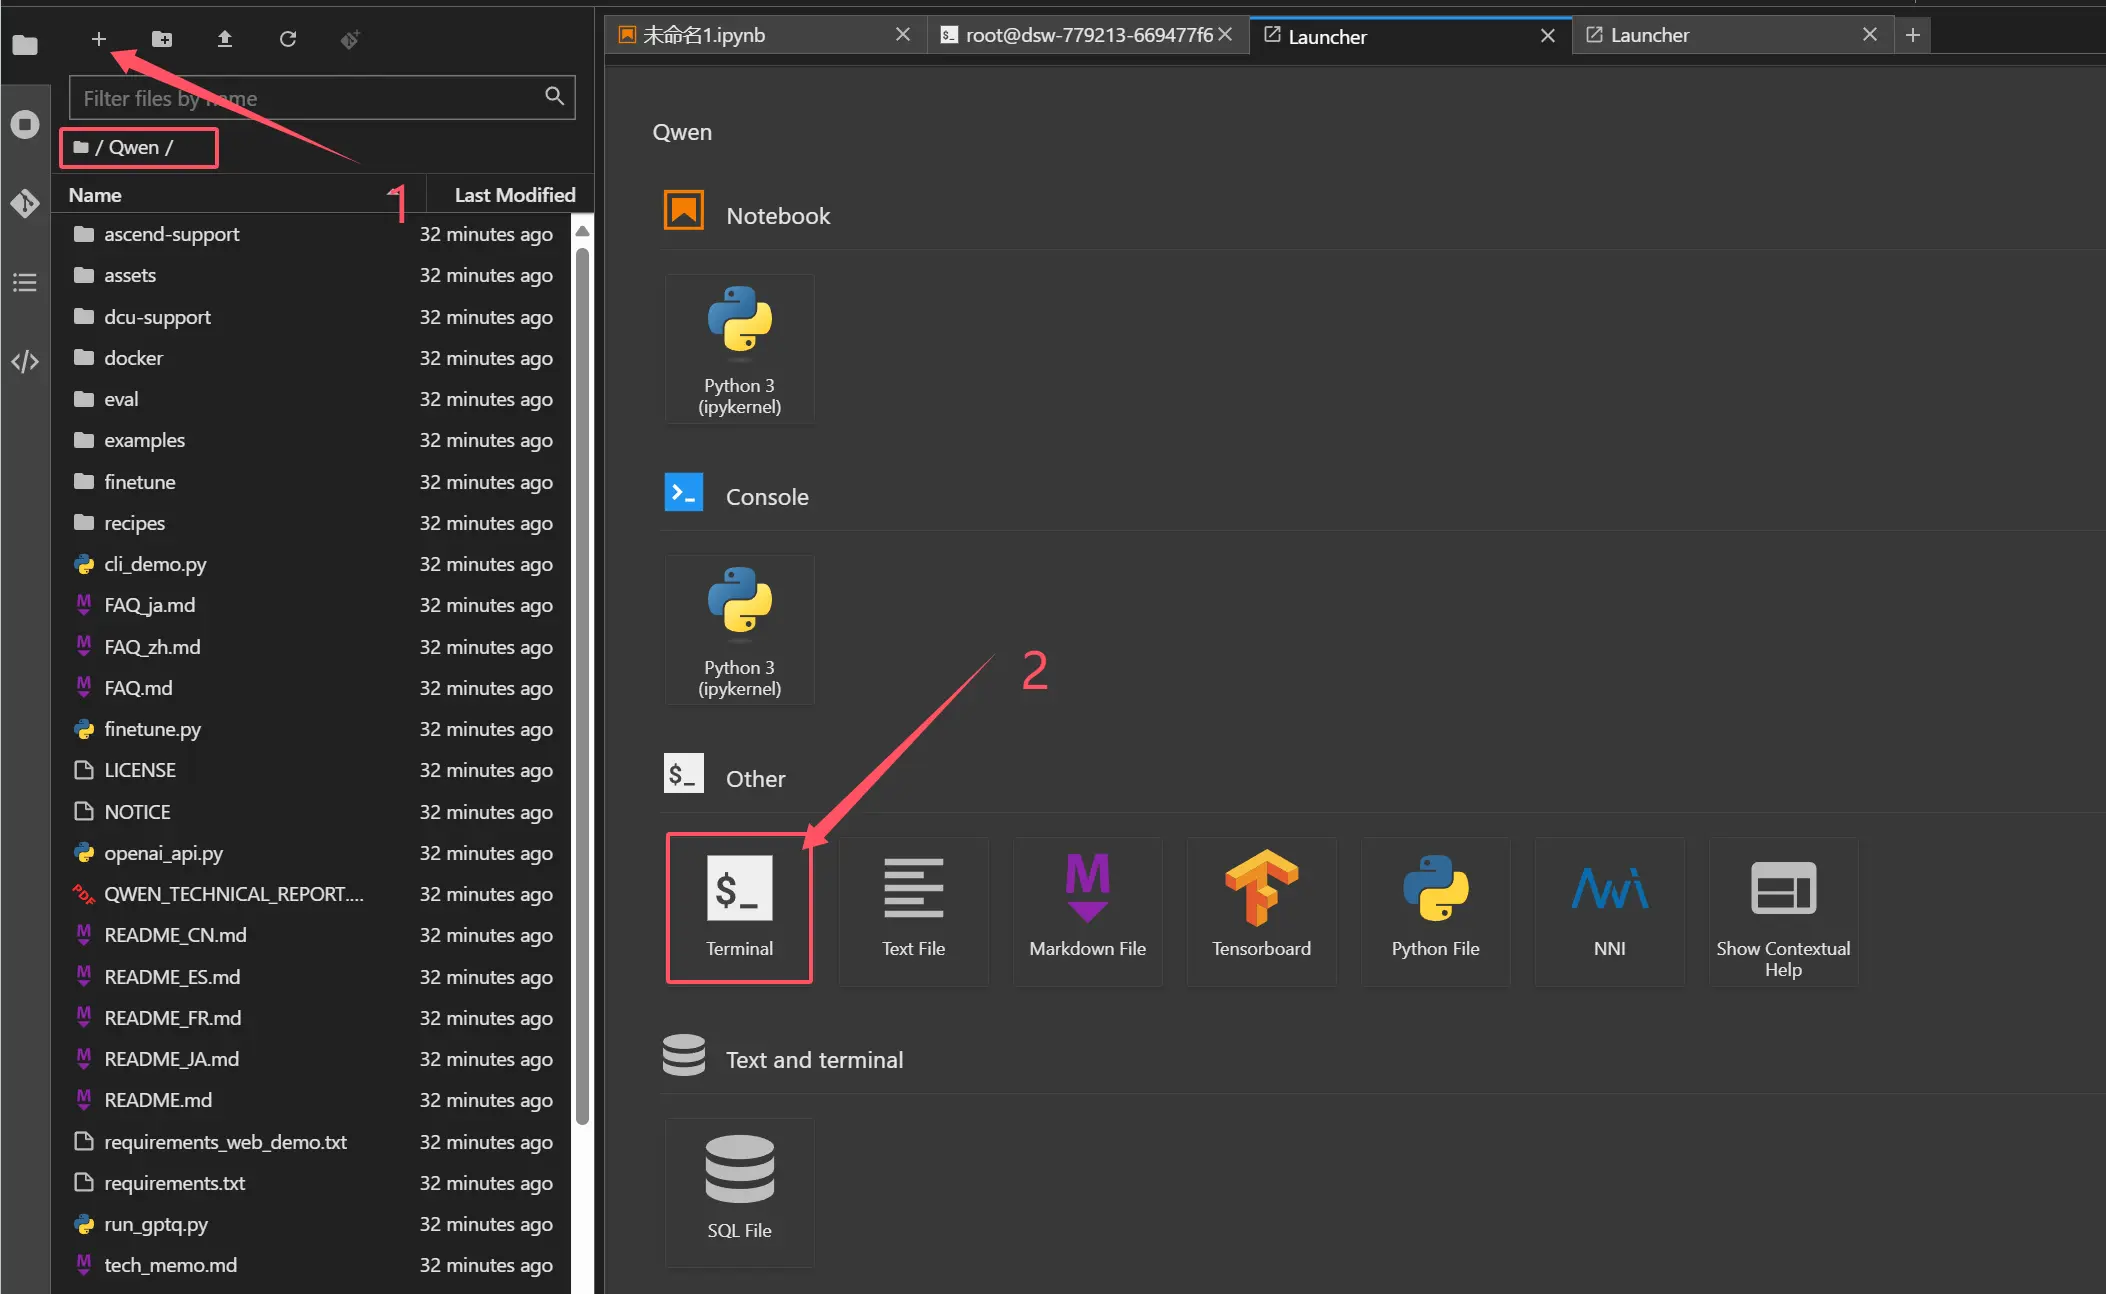 未命名1.ipynb
root@dsw-779213-669477f6
Launcher
Launcher
Filter files by name
/ Qwen /
Name
Last Modified
1
ascend-support 32 minutes ago
assets 32 minutes ago
dcu-support 32 minutes ago
docker 32 minutes ago
eval 32 minutes ago
examples 32 minutes ago
finetune 32 minutes ago
recipes 32 minutes ago
cli_demo.py 32 minutes ago
FAQ_ja.md 32 minutes ago
FAQ_zh.md 32 minutes ago
FAQ.md 32 minutes ago
finetune.py 32 minutes ago
LICENSE 32 minutes ago
NOTICE 32 minutes ago
openai_api.py 32 minutes ago
QWEN_TECHNICAL_REPORT.... 32 minutes ago
README_CN.md 32 minutes ago
README_ES.md 32 minutes ago
README_FR.md 32 minutes ago
README_JA.md 32 minutes ago
README.md 32 minutes ago
requirements_web_demo.txt 32 minutes ago
requirements.txt 32 minutes ago
run_gptq.py 32 minutes ago
tech_memo.md 32 minutes ago
Qwen
Notebook
Python 3
(ipykernel)
Console
Python 3
(ipykernel)
2
$_ Other
$_
Terminal
Text File
Markdown File
Tensorboard
Python File
NNI
Show Contextual
Help
Text and terminal
SQL File